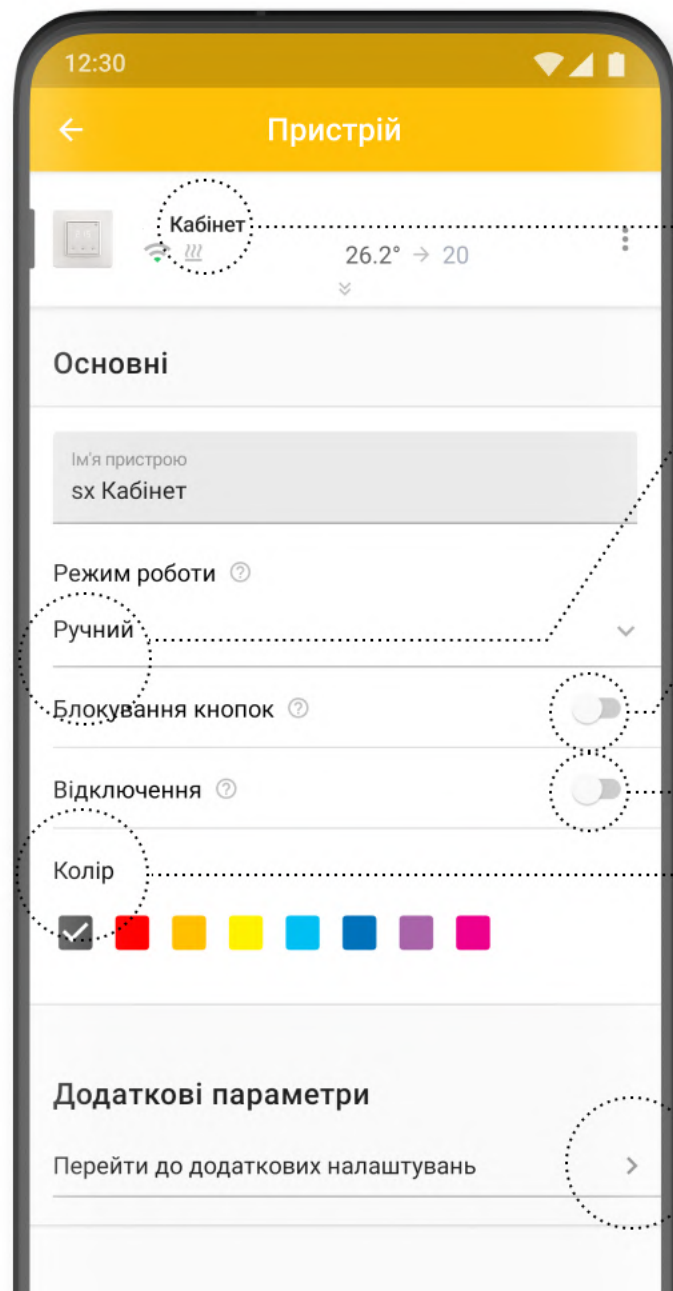 12:30
Пристрій
Кабінет
26.2° → 20
Основні
Ім'я пристрою
sx Кабінет
Режим роботи
Ручний
Блокування кнопок
Відключення
Колір
Додаткові параметри
Перейти до додаткових налаштувань